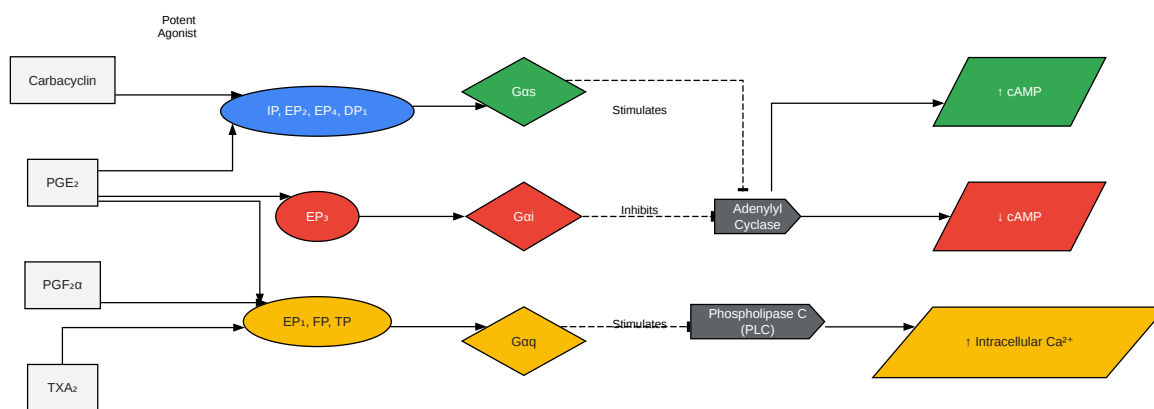 Potent
Agonist
Carbacyclin
IP, EP₂, EP₄, DP₁
Gαs
Stimulates
↑ cAMP
PGE₂
EP₃
Gαi
Inhibits
Adenylyl
Cyclase
↓ cAMP
PGF₂α
EP₁, FP, TP
Gαq
Stimulates
Phospholipase C
(PLC)
↑ Intracellular Ca²⁺
TXA₂